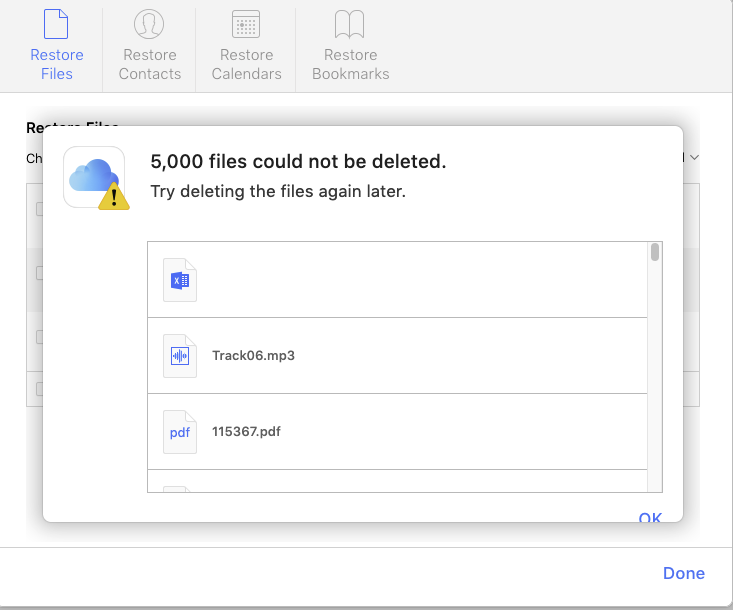 Restore Files
Restore Contacts
Restore Calendars
Restore Bookmarks
Restore Files
Ch
5,000 files could not be deleted.
Try deleting the files again later.
Track06.mp3
pdf
115367.pdf
OK
Done